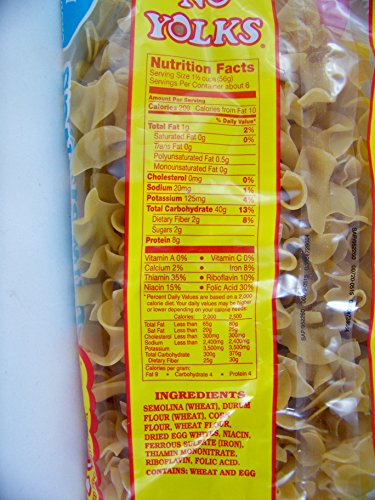 NO
YOLKS®
Nutrition Facts
Serving Size 1½ cups (56g)
Servings Per Container about 6
Amount Per Serving
Calories 200 Calories from Fat 10
% Daily Value*
Total Fat 1g 2%
Saturated Fat 0g 0%
Trans Fat 0g
Polyunsaturated Fat 0.5g
Monounsaturated Fat 0g
Cholesterol 0mg 0%
Sodium 20mg 1%
Potassium 125mg 4%
Total Carbohydrate 40g 13%
Dietary Fiber 2g 8%
Sugars 2g
Protein 8g
Vitamin A 0% • Vitamin C 0%
Calcium 2% • Iron 8%
Thiamin 35% • Riboflavin 10%
Niacin 15% • Folic Acid 30%
*Percent Daily Values are based on a 2,000
calorie diet. Your daily values may be higher
or lower depending on your calorie needs.
Calories: 2,000 2,500
Total Fat Less than 65g 80g
Sat Fat Less than 20g 25g
Cholesterol Less than 300mg 300mg
Sodium Less than 2,400mg 2,400mg
Potassium 3,500mg 3,500mg
Total Carbohydrate 300g 375g
Dietary Fiber 25g 30g
Calories per gram:
Fat 9 • Carbohydrate 4 • Protein 4
INGREDIENTS
SEMOLINA (WHEAT), DURUM
FLOUR (WHEAT), CORN
FLOUR, WHEAT FLOUR,
DRIED EGG WHITES, NIACIN,
FERROUS SULFATE (IRON),
THIAMIN MONONITRATE,
RIBOFLAVIN, FOLIC ACID.
CONTAINS: WHEAT AND EGG